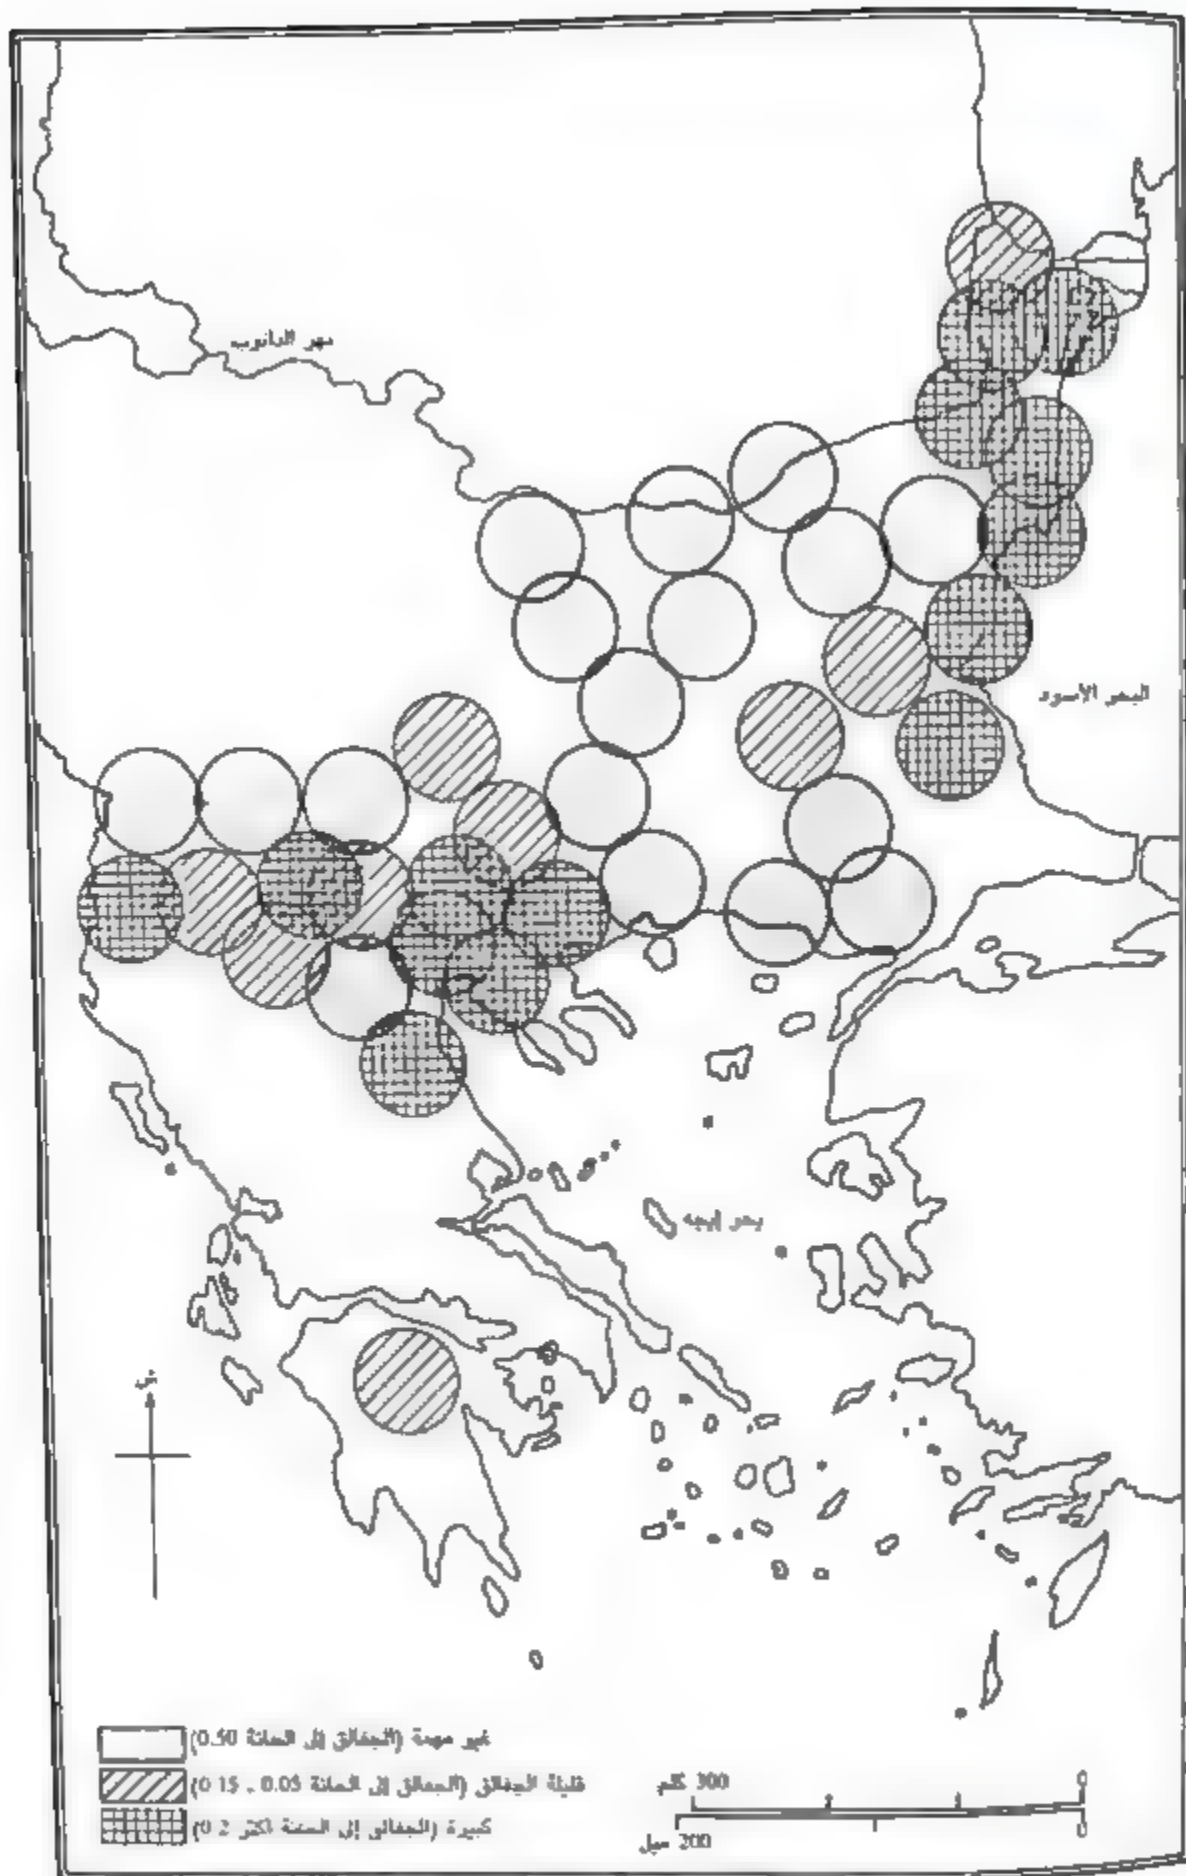 نهر الدانوب
البحر الأسود
بحر إيجه
ش
غير مهمة (الجفالق إلى المائة 0.50)
قليلة الجفالق (الجفالق إلى المائة 0.05 ـ 0.15)
كبيرة (الجفالق إلى المئة أكثر 0.2)
300 كلم
0
0
200 ميل